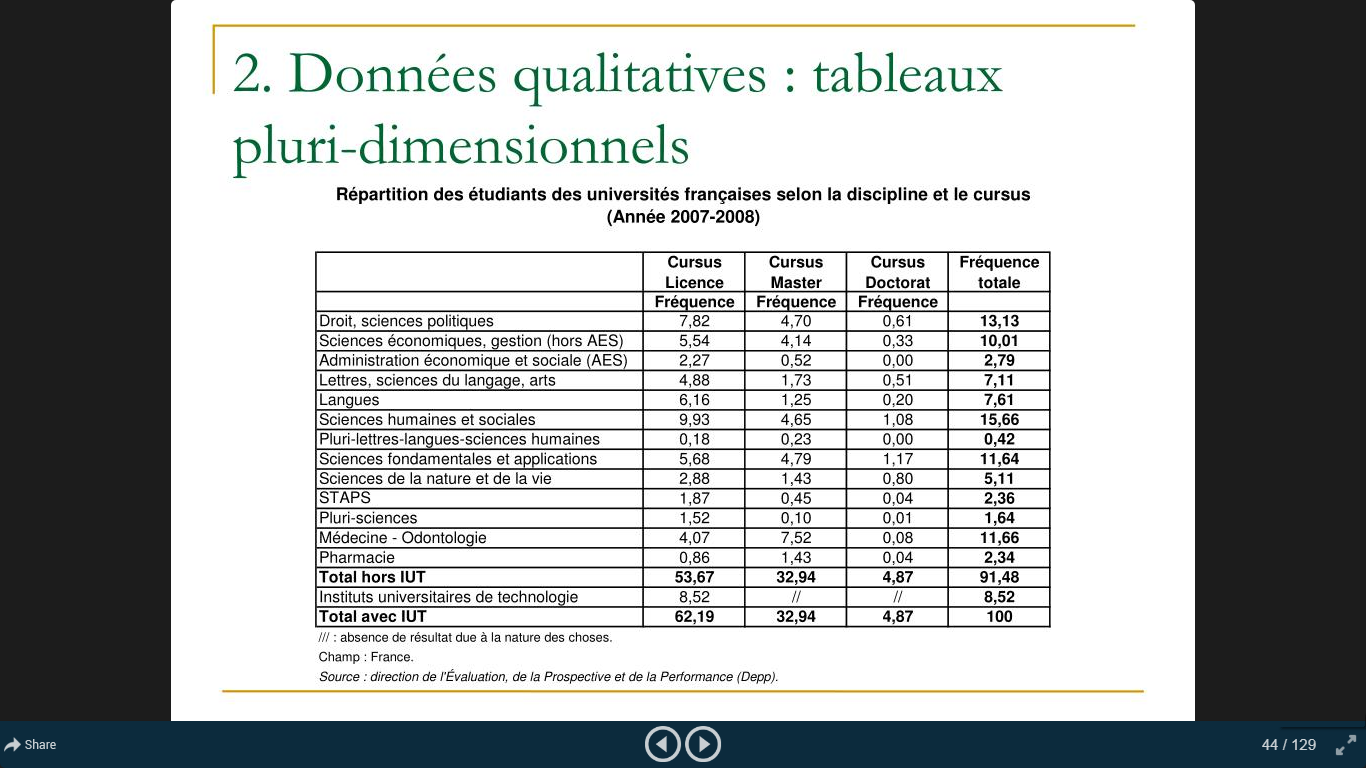 2. Données qualitatives : tableaux
pluri-dimensionnels
Répartition des étudiants des universités françaises selon la discipline et le cursus
(Année 2007-2008)
Cursus Licence Cursus Master Cursus Doctorat Fréquence totale
Fréquence Fréquence Fréquence
Droit, sciences politiques 7,82 4,70 0,61 13,13
Sciences économiques, gestion (hors AES) 5,54 4,14 0,33 10,01
Administration économique et sociale (AES) 2,27 0,52 0,00 2,79
Lettres, sciences du langage, arts 4,88 1,73 0,51 7,11
Langues 6,16 1,25 0,20 7,61
Sciences humaines et sociales 9,93 4,65 1,08 15,66
Pluri-lettres-langues-sciences humaines 0,18 0,23 0,00 0,42
Sciences fondamentales et applications 5,68 4,79 1,17 11,64
Sciences de la nature et de la vie 2,88 1,43 0,80 5,11
STAPS 1,87 0,45 0,04 2,36
Pluri-sciences 1,52 0,10 0,01 1,64
Médecine - Odontologie 4,07 7,52 0,08 11,66
Pharmacie 0,86 1,43 0,04 2,34
Total hors IUT 53,67 32,94 4,87 91,48
Instituts universitaires de technologie 8,52 // // 8,52
Total avec IUT 62,19 32,94 4,87 100
/// : absence de résultat due à la nature des choses.
Champ : France.
Source : direction de l'Évaluation, de la Prospective et de la Performance (Depp).
Share 44 / 129